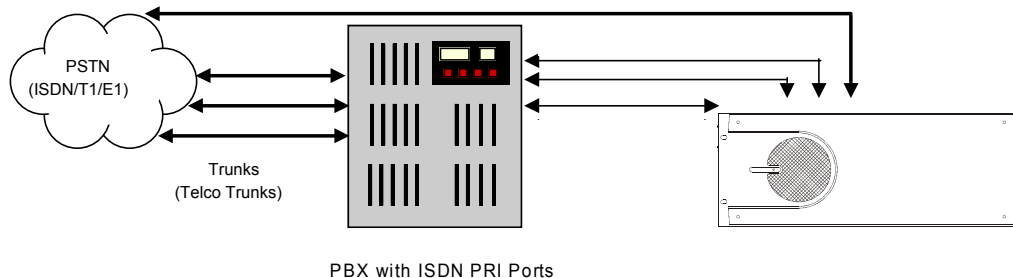 PSTN
(ISDN/T1/E1)
Trunks
(Telco Trunks)
PBX with ISDN PRI Ports